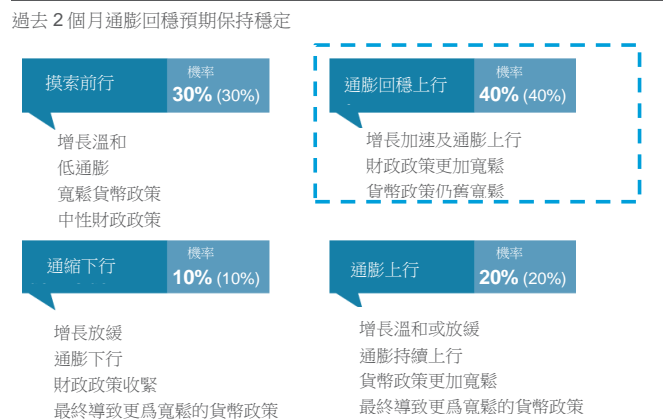 過去 2 個月通膨回穩預期保持穩定
摸索前行
機率
30% (30%)
增長溫和
低通膨
寬鬆貨幣政策
中性財政政策
通膨回穩上行
機率
40% (40%)
增長加速及通膨上行
財政政策更加寬鬆
貨幣政策仍舊寬鬆
通縮下行
機率
10% (10%)
增長放緩
通膨下行
財政政策收緊
最終導致更爲寬鬆的貨幣政策
通膨上行
機率
20% (20%)
增長溫和或放緩
通膨持續上行
貨幣政策更加寬鬆
最終導致更爲寬鬆的貨幣政策